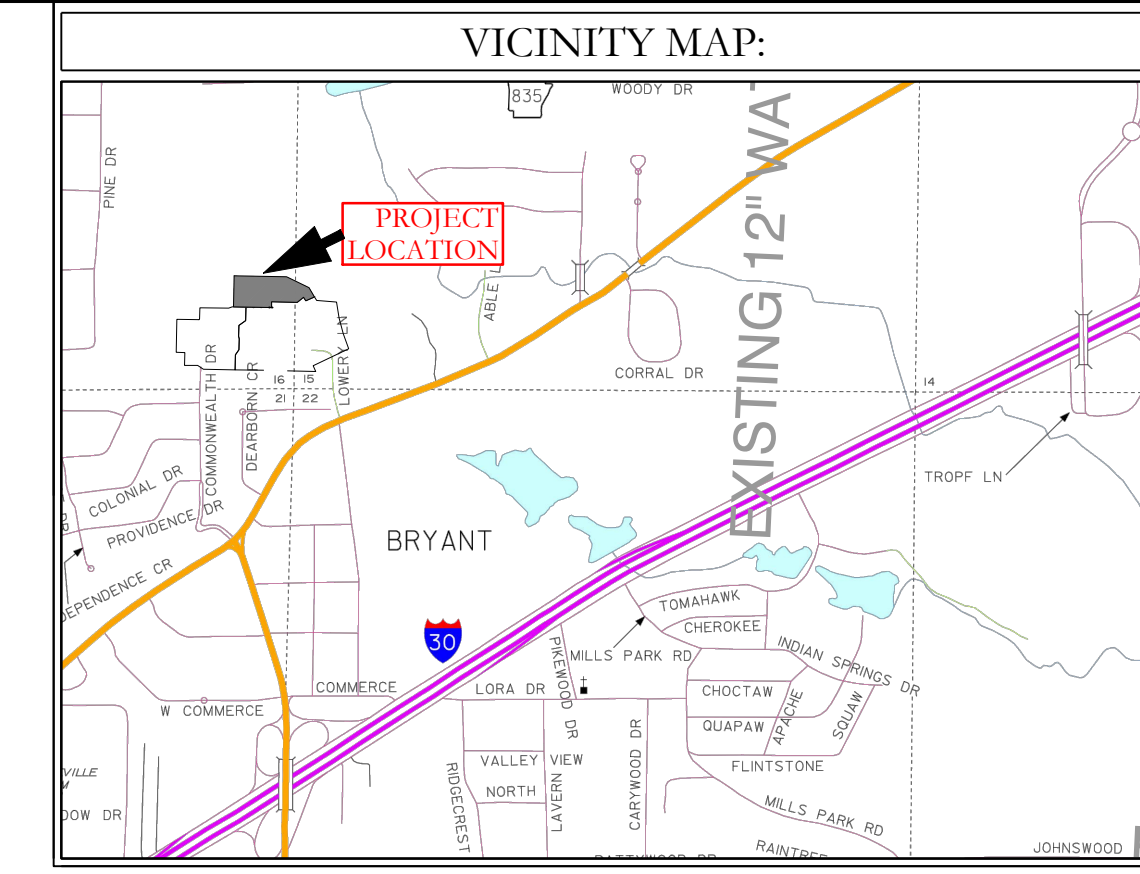 VICINITY MAP:
835
WOODY DR
PINE DR
PROJECT
LOCATION
EXISTING 12" WA
ABLE L
LOWERY LN
CORRAL DR
COMMONWEALTH DR
DEARBORN CR
16 15
21 22
14
TROPF LN
COLONIAL DR
PROVIDENCE DR
DEPENDENCE CR
BRYANT
30
TOMAHAWK
CHEROKEE
MILLS PARK RD
INDIAN SPRINGS DR
PIKEWOOD DR
COMMERCE
LORA DR
W COMMERCE
CHOCTAW
QUAPAW
APACHE
SQUAW
FLINTSTONE
VALLEY VIEW
NORTH
RIDGECREST
LAVERN
CARYWOOD DR
MILLS PARK RD
VILLE
M
DOW DR
RAINTREE
JOHNSWOOD